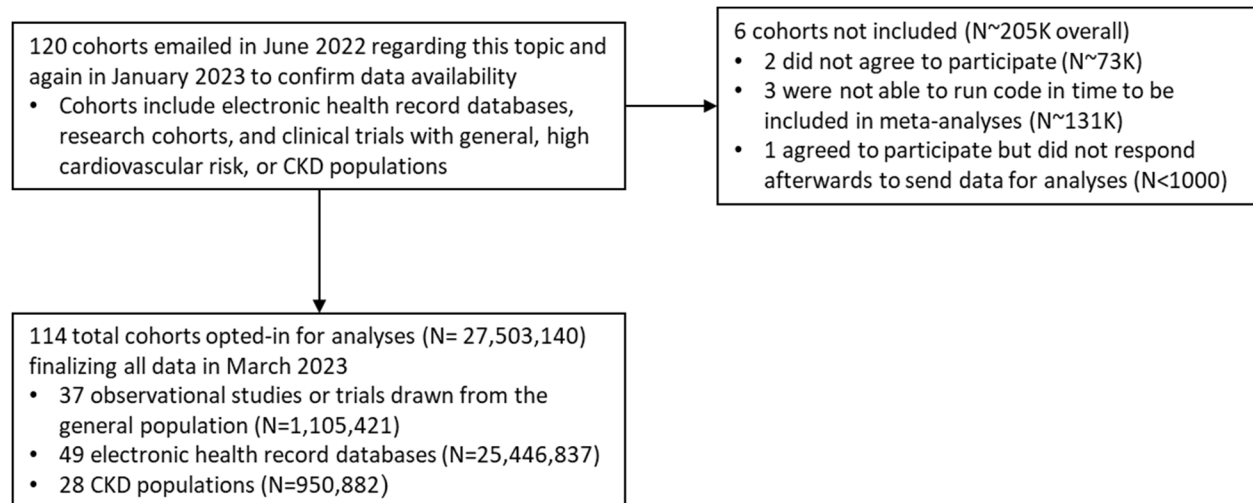 120 cohorts emailed in June 2022 regarding this topic and
again in January 2023 to confirm data availability
• Cohorts include electronic health record databases,
research cohorts, and clinical trials with general, high
cardiovascular risk, or CKD populations
6 cohorts not included (N~205K overall)
• 2 did not agree to participate (N~73K)
• 3 were not able to run code in time to be
included in meta-analyses (N~131K)
• 1 agreed to participate but did not respond
afterwards to send data for analyses (N<1000)
114 total cohorts opted-in for analyses (N= 27,503,140)
finalizing all data in March 2023
• 37 observational studies or trials drawn from the
general population (N=1,105,421)
• 49 electronic health record databases (N=25,446,837)
• 28 CKD populations (N=950,882)